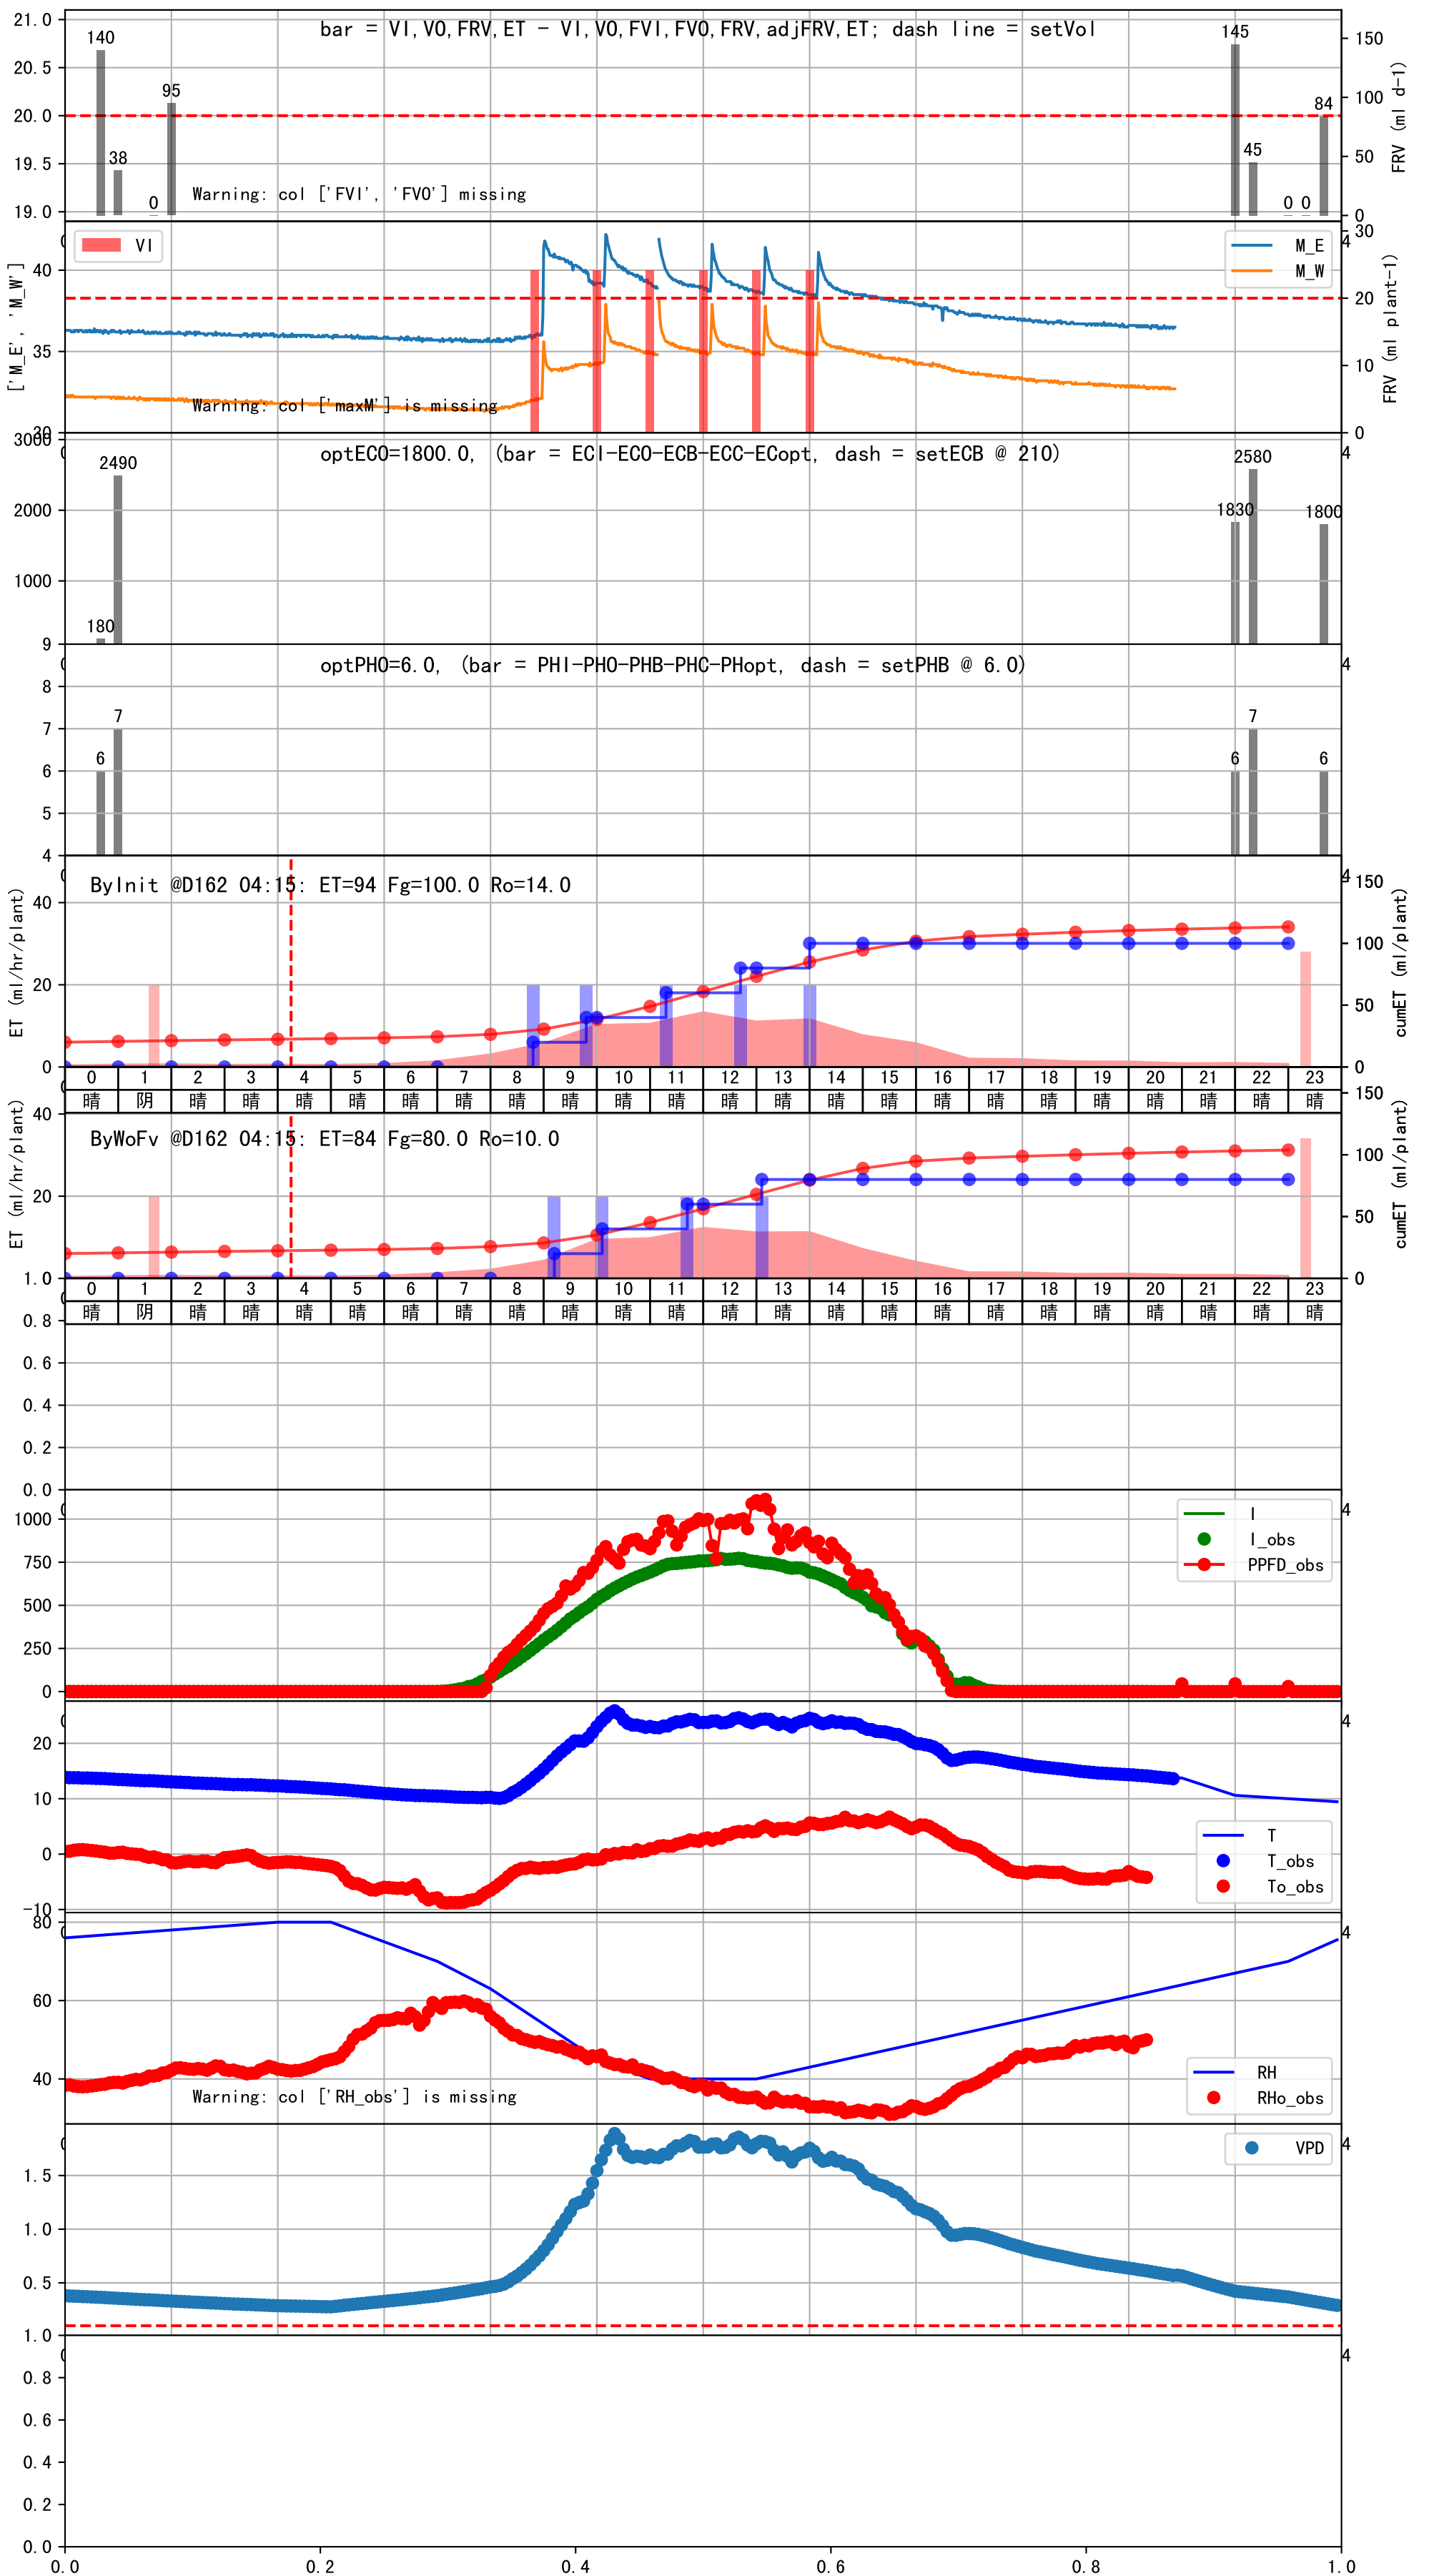 bar = VI,VO,FRV,ET - VI,VO,FVI,FVO,FRV,adjFRV,ET; dash line = setVol
21.0
20.5
20.0
19.5
19.0
140
38
0
95
145
45
0
0
84
150
100
50
0
FRV (ml d-1)
Warning: col ['FVI', 'FVO'] missing
VI
M_E
M_W
['M_E', 'M_W']
40
35
30
30
20
10
0
FRV (ml plant-1)
4
Warning: col ['maxM'] is missing
optECO=1800.0, (bar = ECI-ECO-ECB-ECC-ECopt, dash = setECB @ 210)
3000
2000
1000
180
2490
1830
2580
1800
4
optPHO=6.0, (bar = PHI-PHO-PHB-PHC-PHopt, dash = setPHB @ 6.0)
9
8
7
6
5
4
6
7
6
7
6
4
ByInit @D162 04:15: ET=94 Fg=100.0 Ro=14.0
ET (ml/hr/plant)
40
20
0
4
150
100
50
0
cumET (ml/plant)
0 1 2 3 4 5 6 7 8 9 10 11 12 13 14 15 16 17 18 19 20 21 22 23
晴 阴 晴 晴 晴 晴 晴 晴 晴 晴 晴 晴 晴 晴 晴 晴 晴 晴 晴 晴 晴 晴 晴 晴
ByWoFv @D162 04:15: ET=84 Fg=80.0 Ro=10.0
ET (ml/hr/plant)
40
20
150
100
50
0
cumET (ml/plant)
0 1 2 3 4 5 6 7 8 9 10 11 12 13 14 15 16 17 18 19 20 21 22 23
晴 阴 晴 晴 晴 晴 晴 晴 晴 晴 晴 晴 晴 晴 晴 晴 晴 晴 晴 晴 晴 晴 晴 晴
1.0
0.8
0.6
0.4
0.2
0.0
I
I_obs
PPFD_obs
4
1000
750
500
250
0
T
T_obs
To_obs
4
20
10
0
-10
RH
RHo_obs
4
80
60
40
Warning: col ['RH_obs'] is missing
VPD
4
1.5
1.0
0.5
4
1.0
0.8
0.6
0.4
0.2
0.0
0.0 0.2 0.4 0.6 0.8 1.0